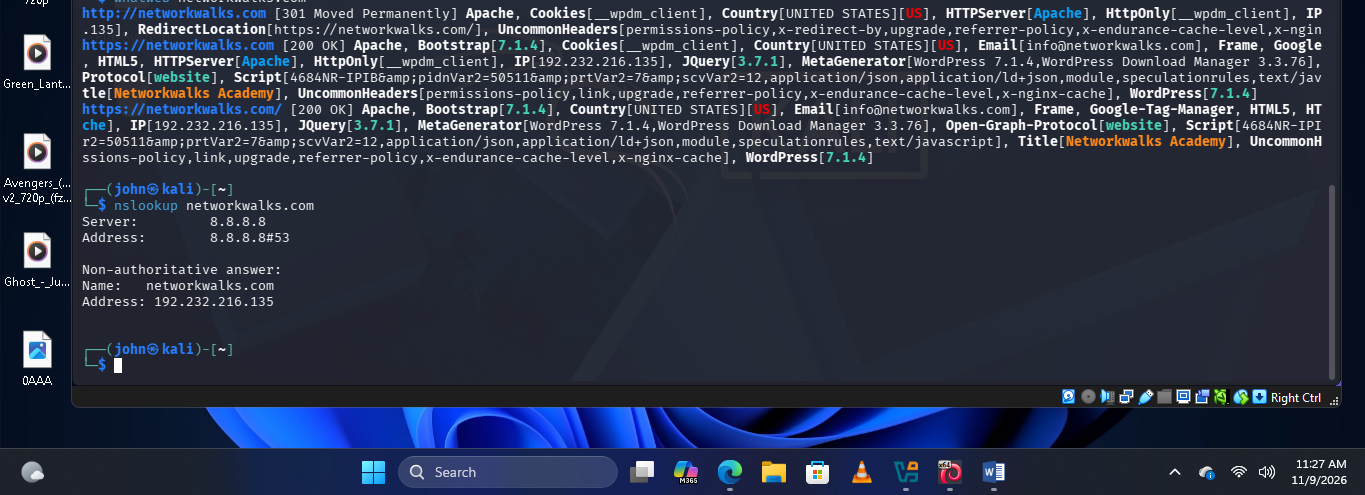 720p
http://networkwalks.com [301 Moved Permanently] Apache, Cookies[__wpdm_client], Country[UNITED STATES][US], HTTPServer[Apache], HttpOnly[__wpdm_client], IP
.135], RedirectLocation[https://networkwalks.com/], UncommonHeaders[permissions-policy,x-redirect-by,upgrade,referrer-policy,x-endurance-cache-level,x-ngin
https://networkwalks.com [200 OK] Apache, Bootstrap[7.1.4], Cookies[__wpdm_client], Country[UNITED STATES][US], Email[info@networkwalks.com], Frame, Google
, HTML5, HTTPServer[Apache], HttpOnly[__wpdm_client], IP[192.232.216.135], JQuery[3.7.1], MetaGenerator[WordPress 7.1.4,WordPress Download Manager 3.3.76],
Protocol[website], Script[4684NR-IPIB&amp;pidnVar2=50511&amp;prtVar2=7&amp;scvVar2=12,application/json,application/ld+json,module,speculationrules,text/jav
tle[Networkwalks Academy], UncommonHeaders[permissions-policy,link,upgrade,referrer-policy,x-endurance-cache-level,x-nginx-cache], WordPress[7.1.4]
https://networkwalks.com/ [200 OK] Apache, Bootstrap[7.1.4], Country[UNITED STATES][US], Email[info@networkwalks.com], Frame, Google-Tag-Manager, HTML5, HT
che], IP[192.232.216.135], JQuery[3.7.1], MetaGenerator[WordPress 7.1.4,WordPress Download Manager 3.3.76], Open-Graph-Protocol[website], Script[4684NR-IPI
r2=50511&amp;prtVar2=7&amp;scvVar2=12,application/json,application/ld+json,module,speculationrules,text/javascript], Title[Networkwalks Academy], UncommonH
ssions-policy,link,upgrade,referrer-policy,x-endurance-cache-level,x-nginx-cache], WordPress[7.1.4]
┌──(john㉿kali)-[~]
└─$ nslookup networkwalks.com
Server: 8.8.8.8
Address: 8.8.8.8#53
Non-authoritative answer:
Name: networkwalks.com
Address: 192.232.216.135
┌──(john㉿kali)-[~]
└─$
Green_Lant...
Avengers_(...
v2_720p_(fz...
Ghost_-_Ju...
0AAA
Right Ctrl
Search
M365
x64
11:27 AM
11/9/2026